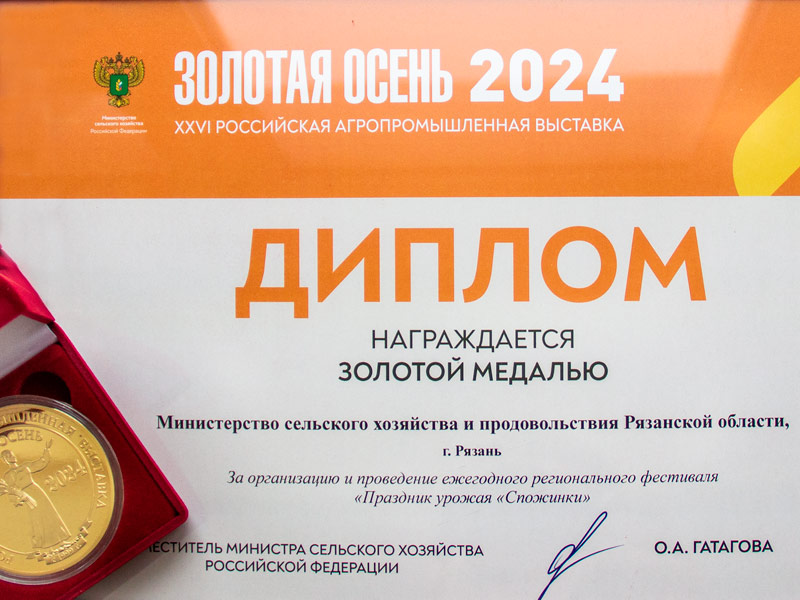 ЗОЛОТАЯ ОСЕНЬ 2024
XXVI РОССИЙСКАЯ АГРОПРОМЫШЛЕННАЯ ВЫСТАВКА
Министерство
сельского хозяйства
Российской Федерации
ДИПЛОМ
НАГРАЖДАЕТСЯ
ЗОЛОТОЙ МЕДАЛЬЮ
Министерство сельского хозяйства и продовольствия Рязанской области,
г. Рязань
За организацию и проведение ежегодного регионального фестиваля
«Праздник урожая «Спожинки»
МЕСТИТЕЛЬ МИНИСТРА СЕЛЬСКОГО ХОЗЯЙСТВА
РОССИЙСКОЙ ФЕДЕРАЦИИ
О.А. ГАТАГОВА
ВЫСТАВКА
ОСЕНЬ
2024